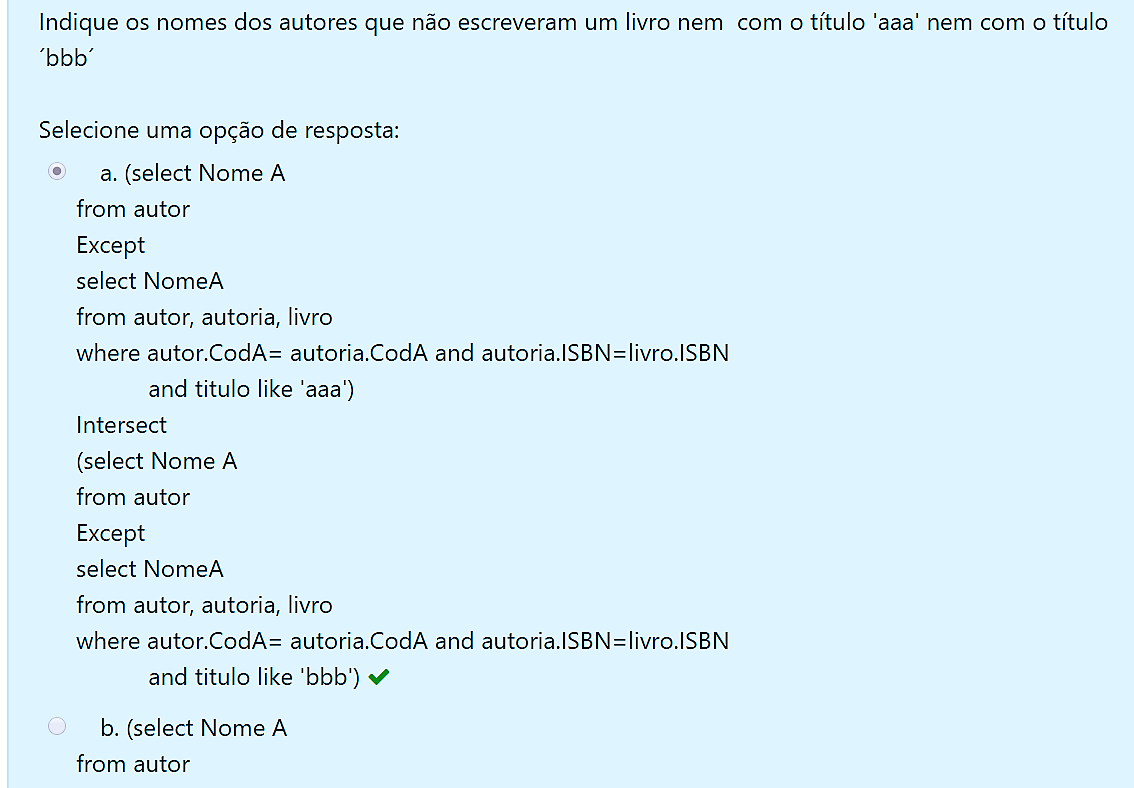 Indique os nomes dos autores que não escreveram um livro nem  com o título 'aaa' nem com o título
´bbb´
Selecione uma opção de resposta:
a. (select Nome A
from autor
Except
select NomeA
from autor, autoria, livro
where autor.CodA= autoria.CodA and autoria.ISBN=livro.ISBN
and titulo like 'aaa')
Intersect
(select Nome A
from autor
Except
select NomeA
from autor, autoria, livro
where autor.CodA= autoria.CodA and autoria.ISBN=livro.ISBN
and titulo like 'bbb')
b. (select Nome A
from autor